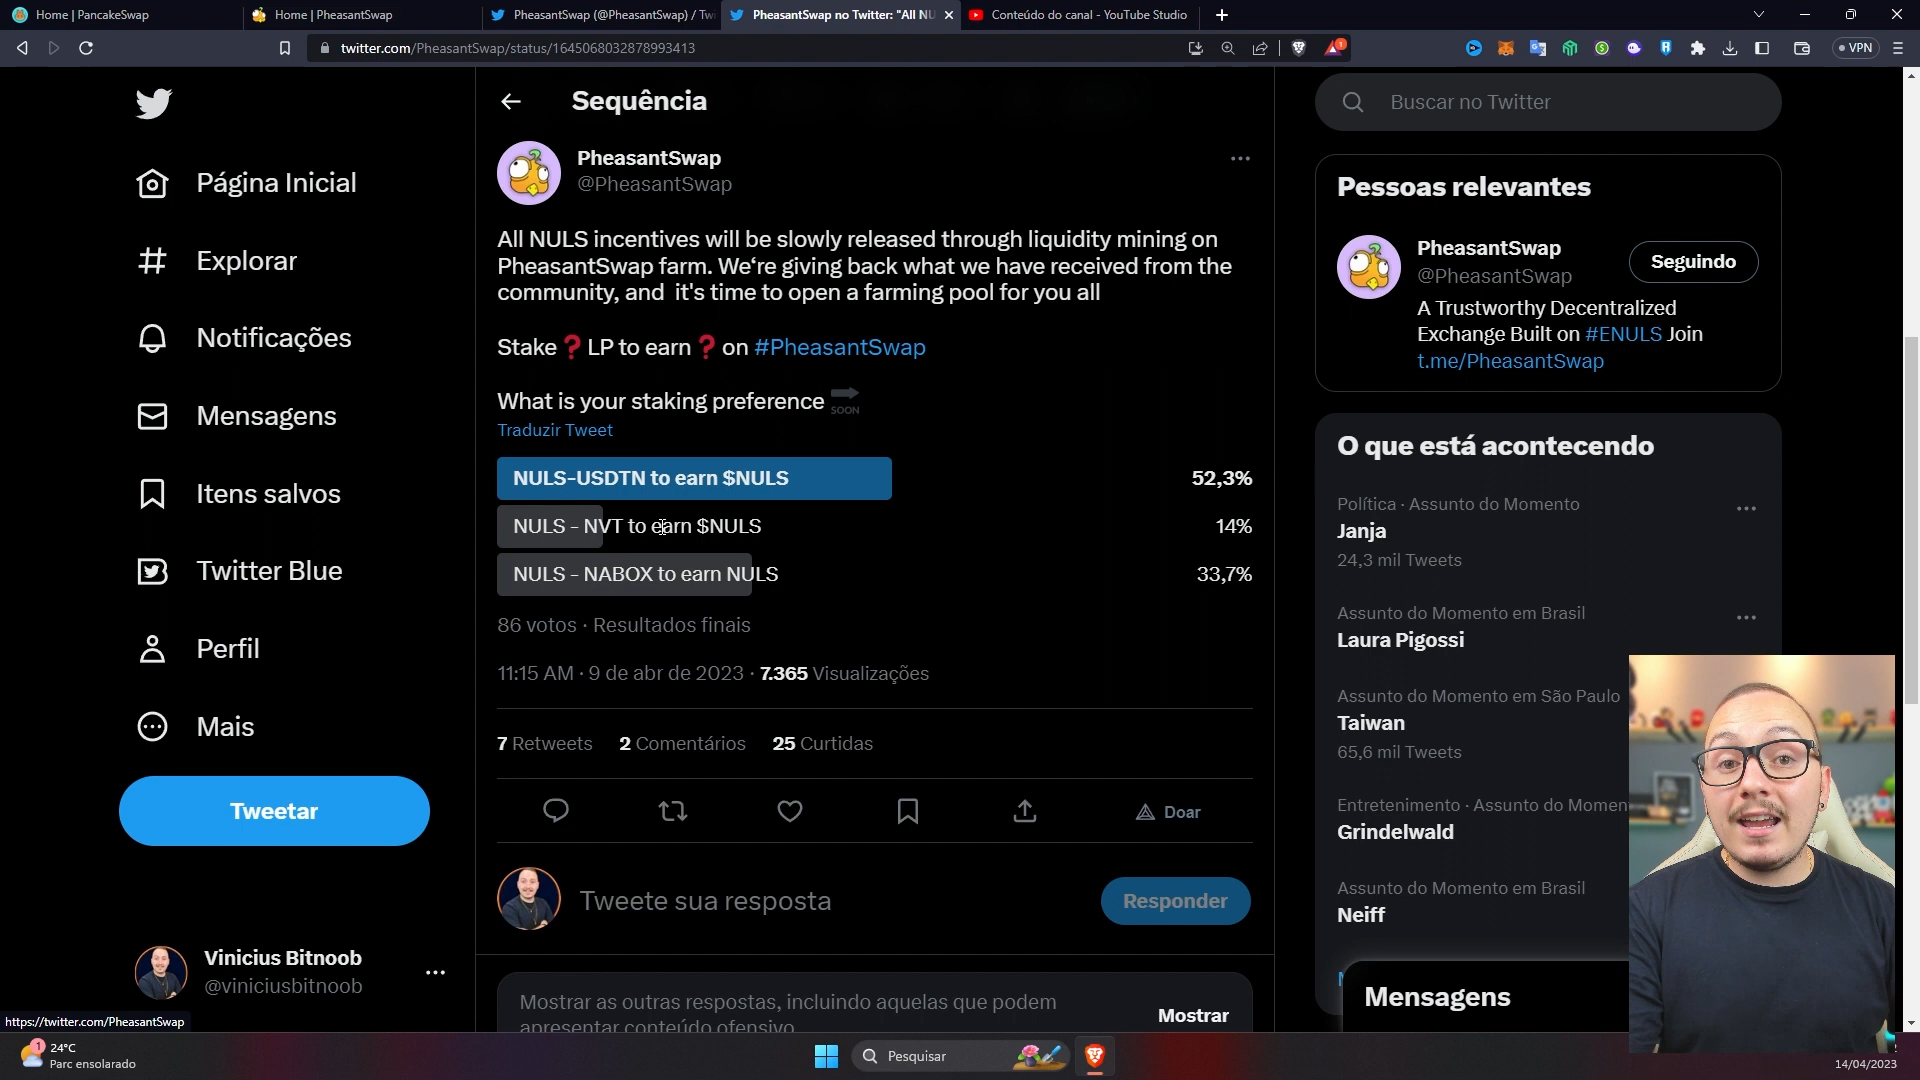 Home | PancakeSwap
Home | PheasantSwap
PheasantSwap (@PheasantSwap) / Tw
PheasantSwap no Twitter: "All NU
Conteúdo do canal - YouTube Studio
twitter.com/PheasantSwap/status/1645068032878993413
1
VPN
Página Inicial
Explorar
Notificações
Mensagens
Itens salvos
Twitter Blue
Perfil
Mais
Tweetar
Vinicius Bitnoob
@viniciusbitnoob
https://twitter.com/PheasantSwap
Sequência
PheasantSwap
@PheasantSwap
All NULS incentives will be slowly released through liquidity mining on
PheasantSwap farm. We‘re giving back what we have received from the
community, and it's time to open a farming pool for you all
Stake ❓ LP to earn ❓ on #PheasantSwap
What is your staking preference SOON
Traduzir Tweet
NULS-USDTN to earn $NULS 52,3%
NULS - NVT to earn $NULS 14%
NULS - NABOX to earn NULS 33,7%
86 votos · Resultados finais
11:15 AM · 9 de abr de 2023 · 7.365 Visualizações
7 Retweets 2 Comentários 25 Curtidas
Doar
Tweete sua resposta
Responder
Mostrar as outras respostas, incluindo aquelas que podem
apresentar conteúdo ofensivo
Mostrar
Buscar no Twitter
Pessoas relevantes
PheasantSwap
@PheasantSwap
Seguindo
A Trustworthy Decentralized
Exchange Built on #ENULS Join
t.me/PheasantSwap
O que está acontecendo
Política · Assunto do Momento
Janja
24,3 mil Tweets
Assunto do Momento em Brasil
Laura Pigossi
Assunto do Momento em São Paulo
Taiwan
65,6 mil Tweets
Entretenimento · Assunto do Momen
Grindelwald
Assunto do Momento em Brasil
Neiff
Mensagens
1
24°C
Parc ensolarado
Pesquisar
14/04/2023